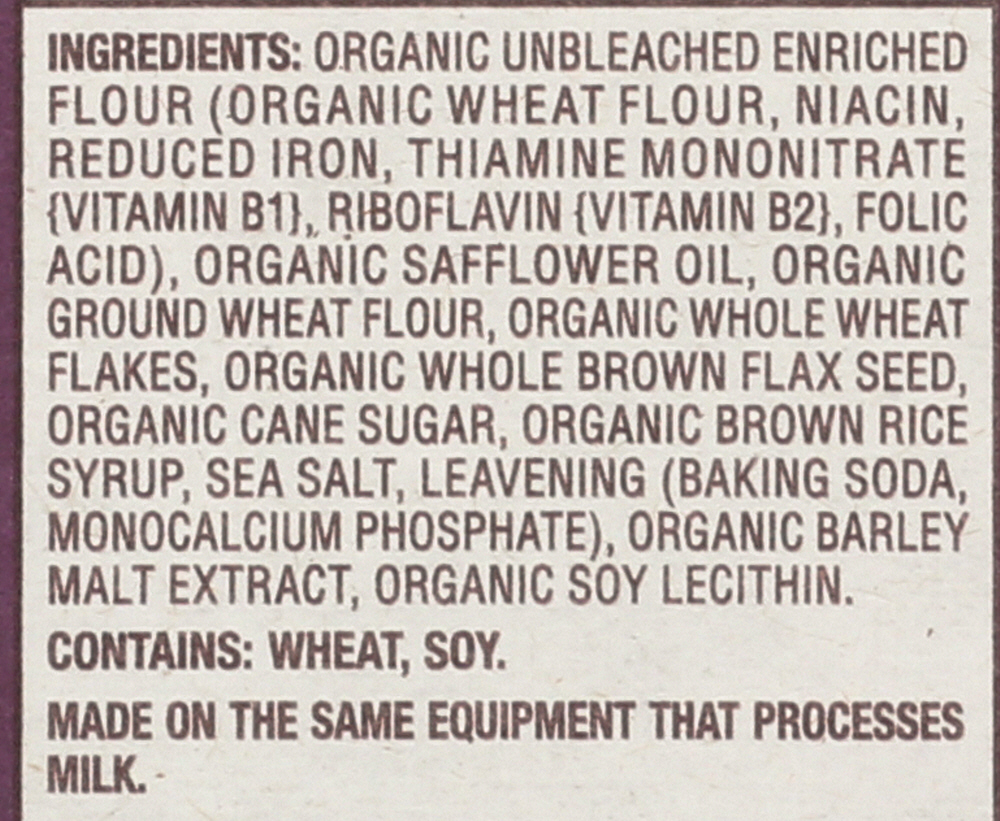 INGREDIENTS: ORGANIC UNBLEACHED ENRICHED
FLOUR (ORGANIC WHEAT FLOUR, NIACIN,
REDUCED IRON, THIAMINE MONONITRATE
{VITAMIN B1}, RIBOFLAVIN {VITAMIN B2}, FOLIC
ACID), ORGANIC SAFFLOWER OIL, ORGANIC
GROUND WHEAT FLOUR, ORGANIC WHOLE WHEAT
FLAKES, ORGANIC WHOLE BROWN FLAX SEED,
ORGANIC CANE SUGAR, ORGANIC BROWN RICE
SYRUP, SEA SALT, LEAVENING (BAKING SODA,
MONOCALCIUM PHOSPHATE), ORGANIC BARLEY
MALT EXTRACT, ORGANIC SOY LECITHIN.
CONTAINS: WHEAT, SOY.
MADE ON THE SAME EQUIPMENT THAT PROCESSES
MILK.